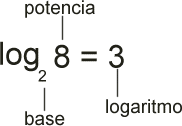 potencia
log₂ 8 = 3
base
logaritmo